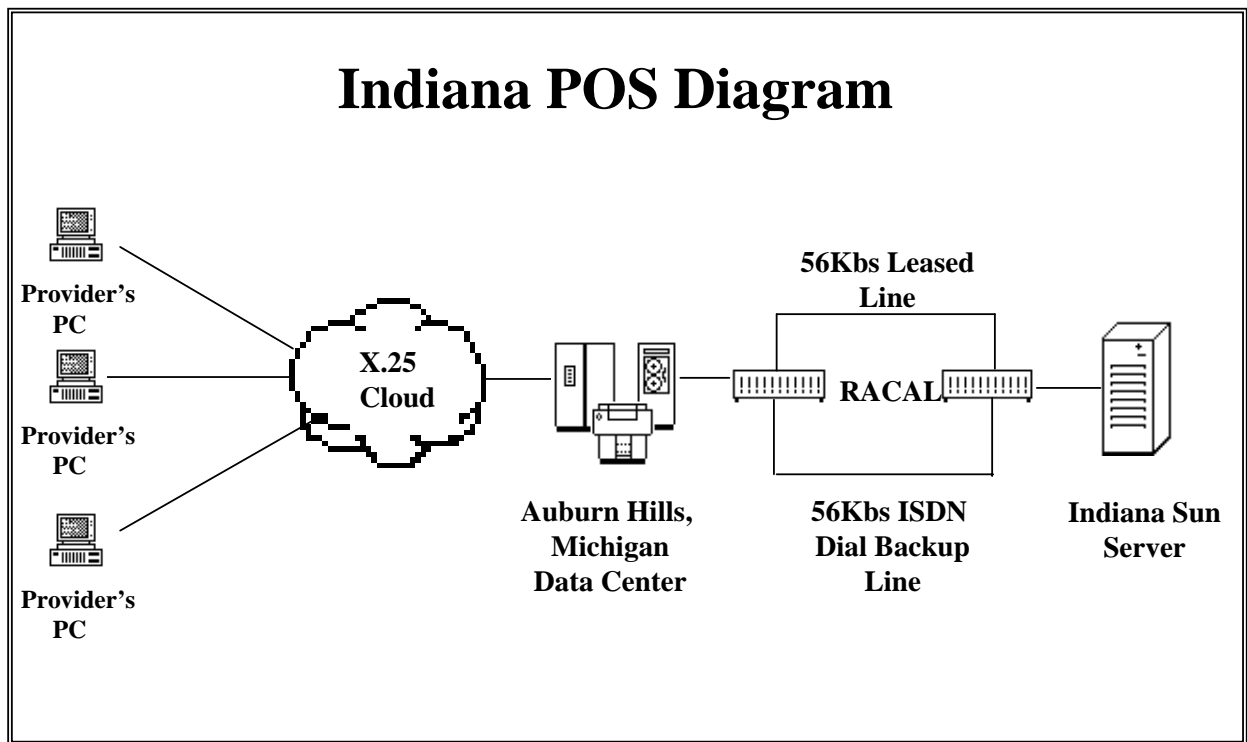 Indiana POS Diagram
Provider's
PC
Provider's
PC
Provider's
PC
X.25
Cloud
Auburn Hills,
Michigan
Data Center
56Kbs Leased
Line
RACAL
56Kbs ISDN
Dial Backup
Line
Indiana Sun
Server